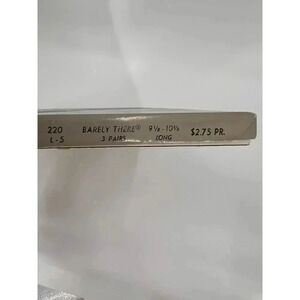 220 BARELY THERE® 9½-10½ $2.75 PR.
L-5 3 PAIRS LONG